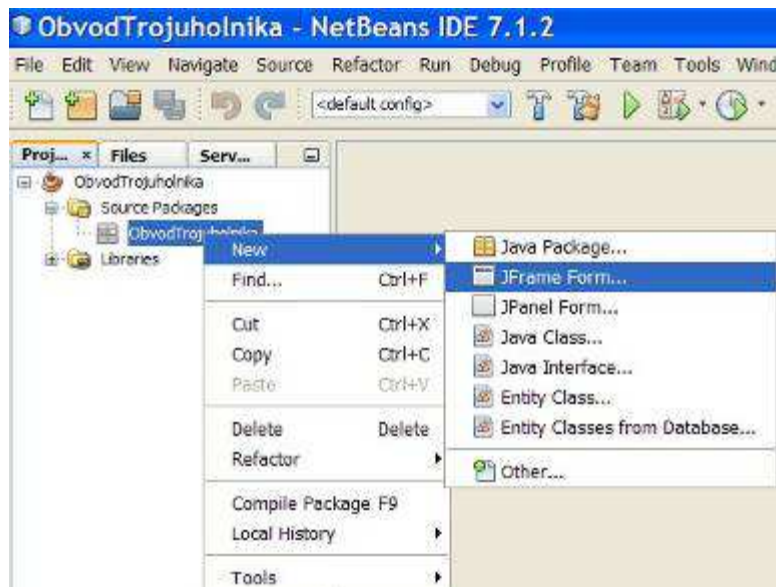 ObvodTrojuholnika - NetBeans IDE 7.1.2
File Edit View Navigate Source Refactor Run Debug Profile Team Tools Wind
<default config>
Proj... × Files Serv...
ObvodTrojuholnika
Source Packages
ObvodTrojuholnika
Libraries
New
Find... Ctrl+F
Cut Ctrl+X
Copy Ctrl+C
Paste Ctrl+V
Delete Delete
Refactor
Compile Package F9
Local History
Tools
Java Package...
JFrame Form...
JPanel Form...
Java Class...
Java Interface...
Entity Class...
Entity Classes from Database...
Other...